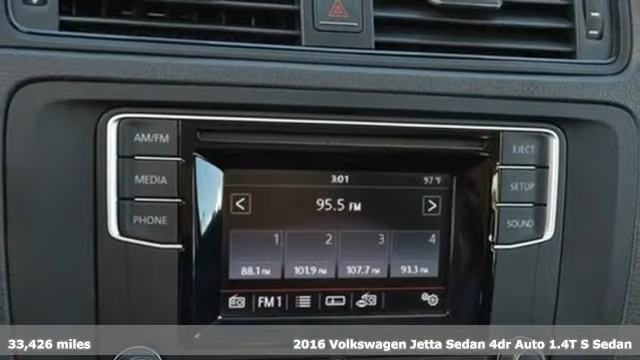 AM/FM
EJECT
3:01
97°F
MEDIA
SETUP
95.5 FM
PHONE
SOUND
1
2
3
4
88.1 FM
101.9 FM
107.7 FM
93.3 FM
FM 1
33,426 miles
2016 Volkswagen Jetta Sedan 4dr Auto 1.4T S Sedan